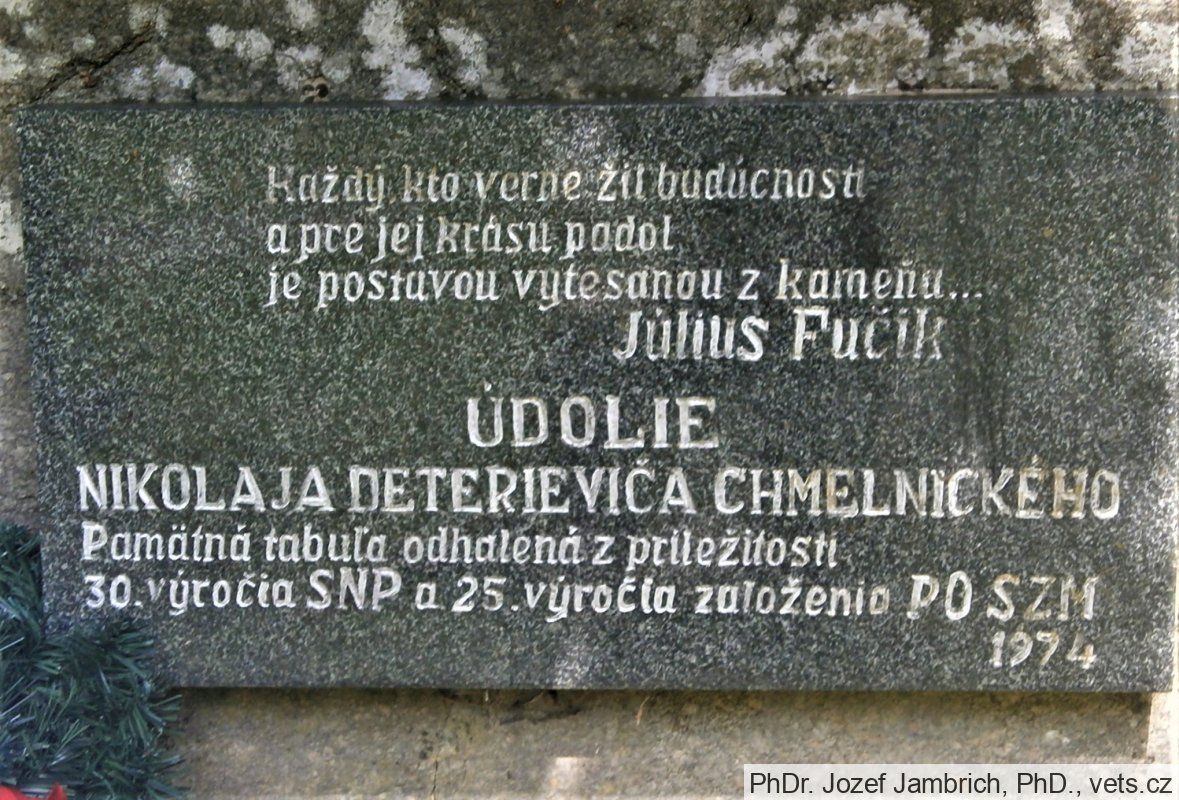 Každý, kto verne žil budúcnosti
a pre jej krásu padol
je postavou vytesanou z kameňa...
Július Fučík
ÚDOLIE
NIKOLAJA DETERIEVIČA CHMELNICKÉHO
Pamätná tabuľa odhalená z príležitosti
30. výročia SNP a 25. výročia založenia PO SZM
1974
PhDr. Jozef Jambrich, PhD., vets.cz